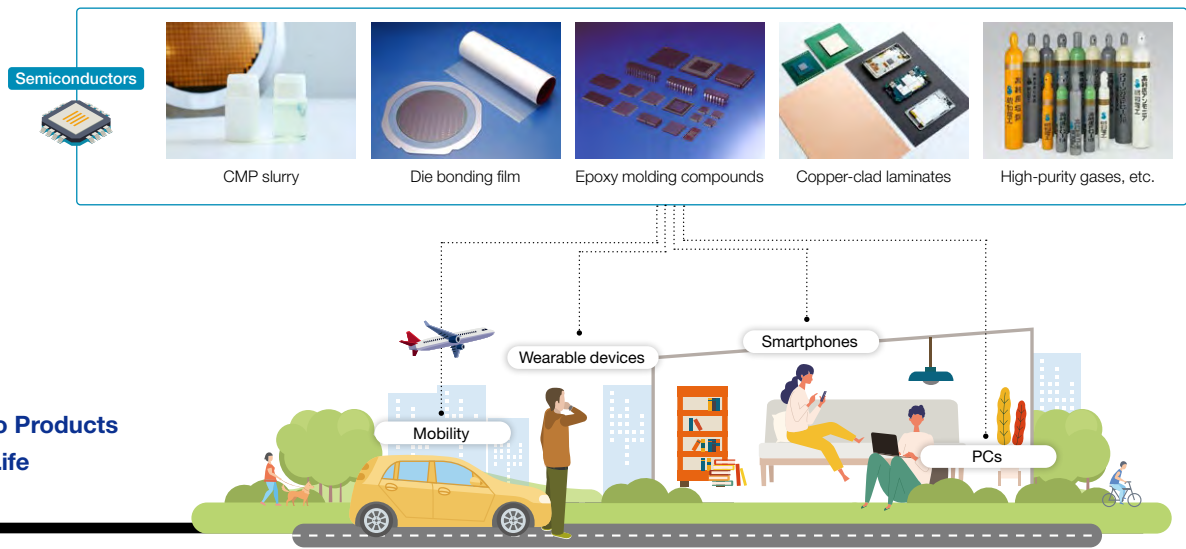 Semiconductors
CMP slurry
Die bonding film
Epoxy molding compounds
Copper-clad laminates
High-purity gases, etc.
Smartphones
Wearable devices
Mobility
PCs
Products